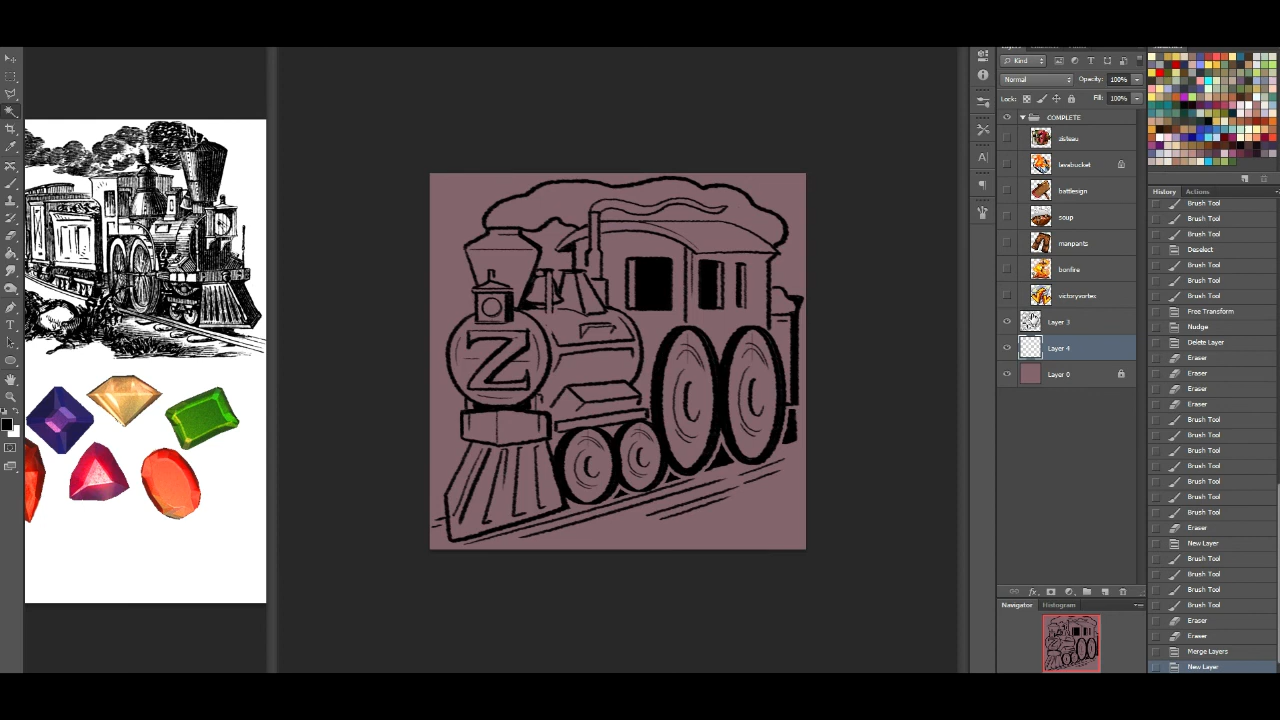 Kind
Normal
Opacity: 100%
Lock:
Fill: 100%
COMPLETE
zisteau
lavabucket
battlesign
soup
manpants
bonfire
victoryvortex
Layer 3
Layer 4
Layer 0
Navigator
Histogram
History
Actions
Brush Tool
Brush Tool
Brush Tool
Deselect
Brush Tool
Brush Tool
Brush Tool
Free Transform
Nudge
Delete Layer
Eraser
Eraser
Eraser
Eraser
Brush Tool
Brush Tool
Brush Tool
Brush Tool
Brush Tool
Brush Tool
Brush Tool
Eraser
New Layer
Brush Tool
Brush Tool
Brush Tool
Brush Tool
Eraser
Eraser
Merge Layers
New Layer
Z